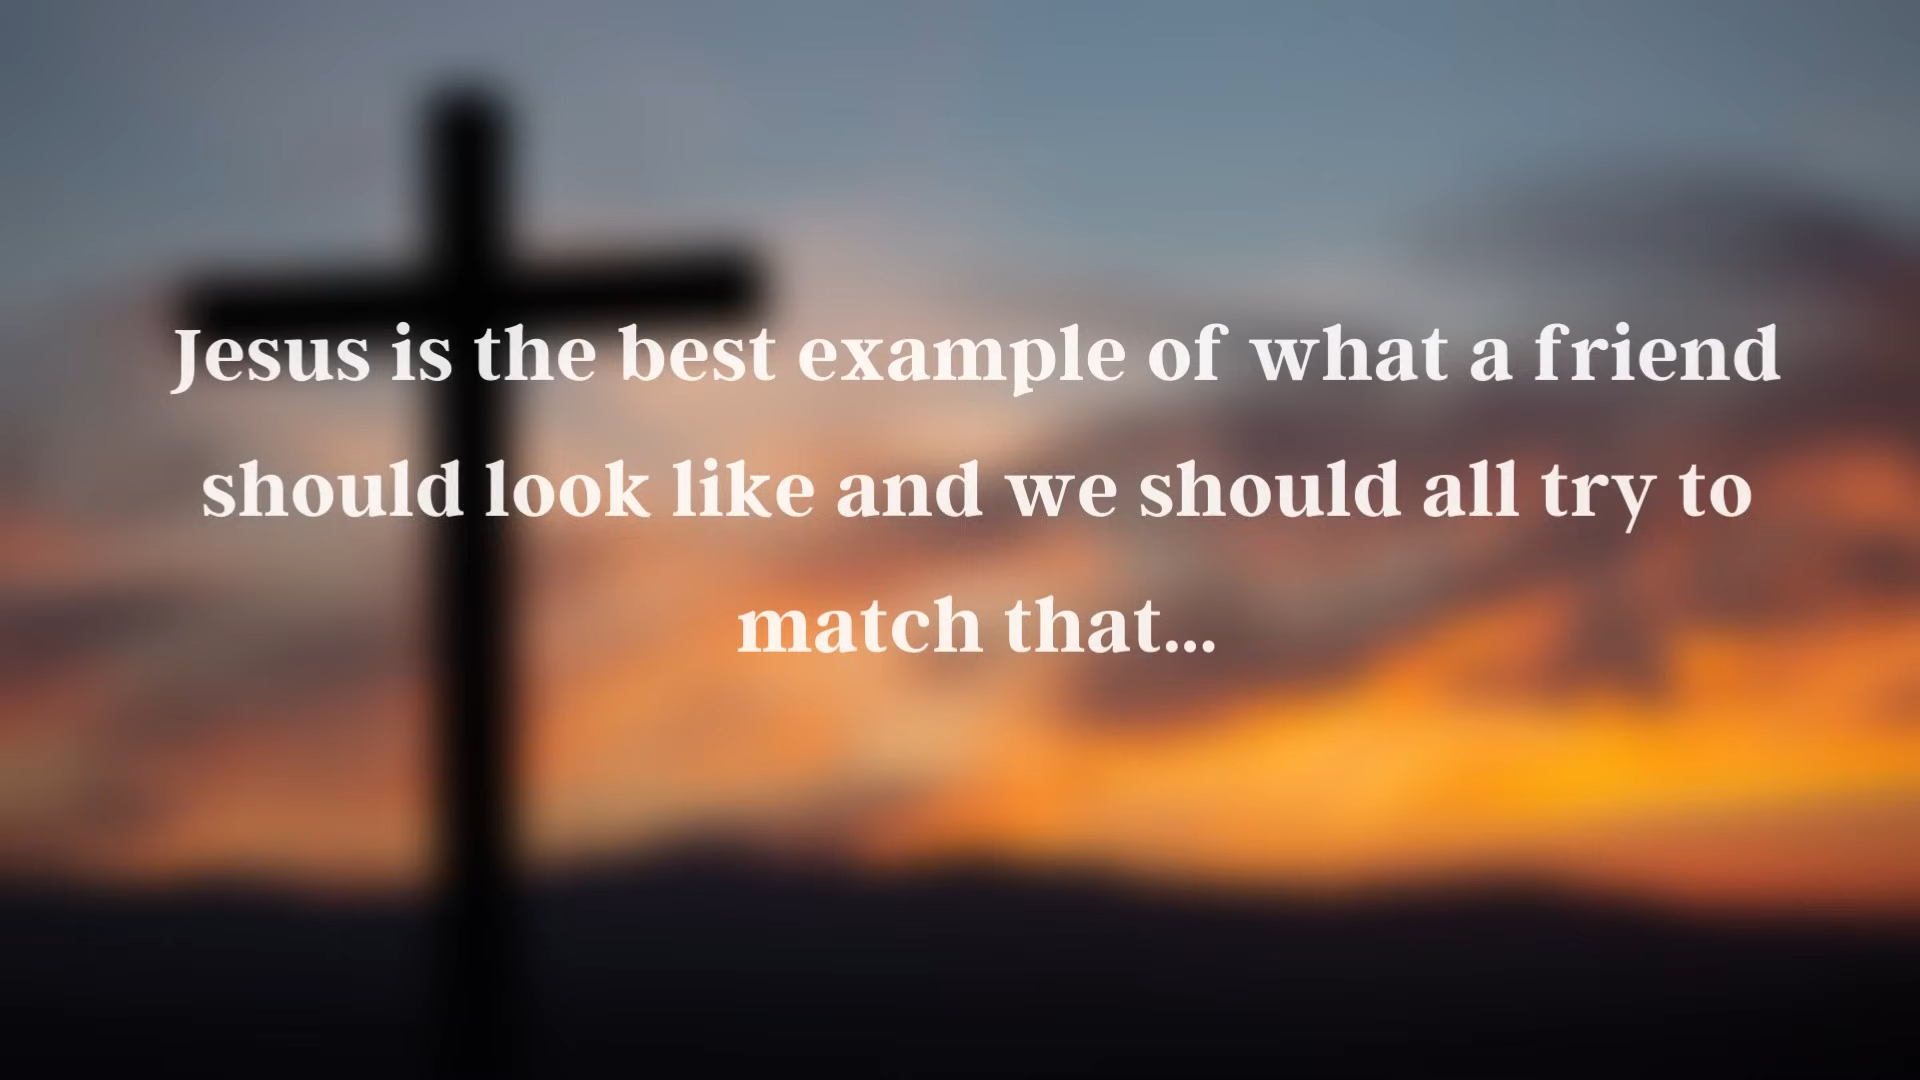 Jesus is the best example of what a friend
should look like and we should all try to
match that...